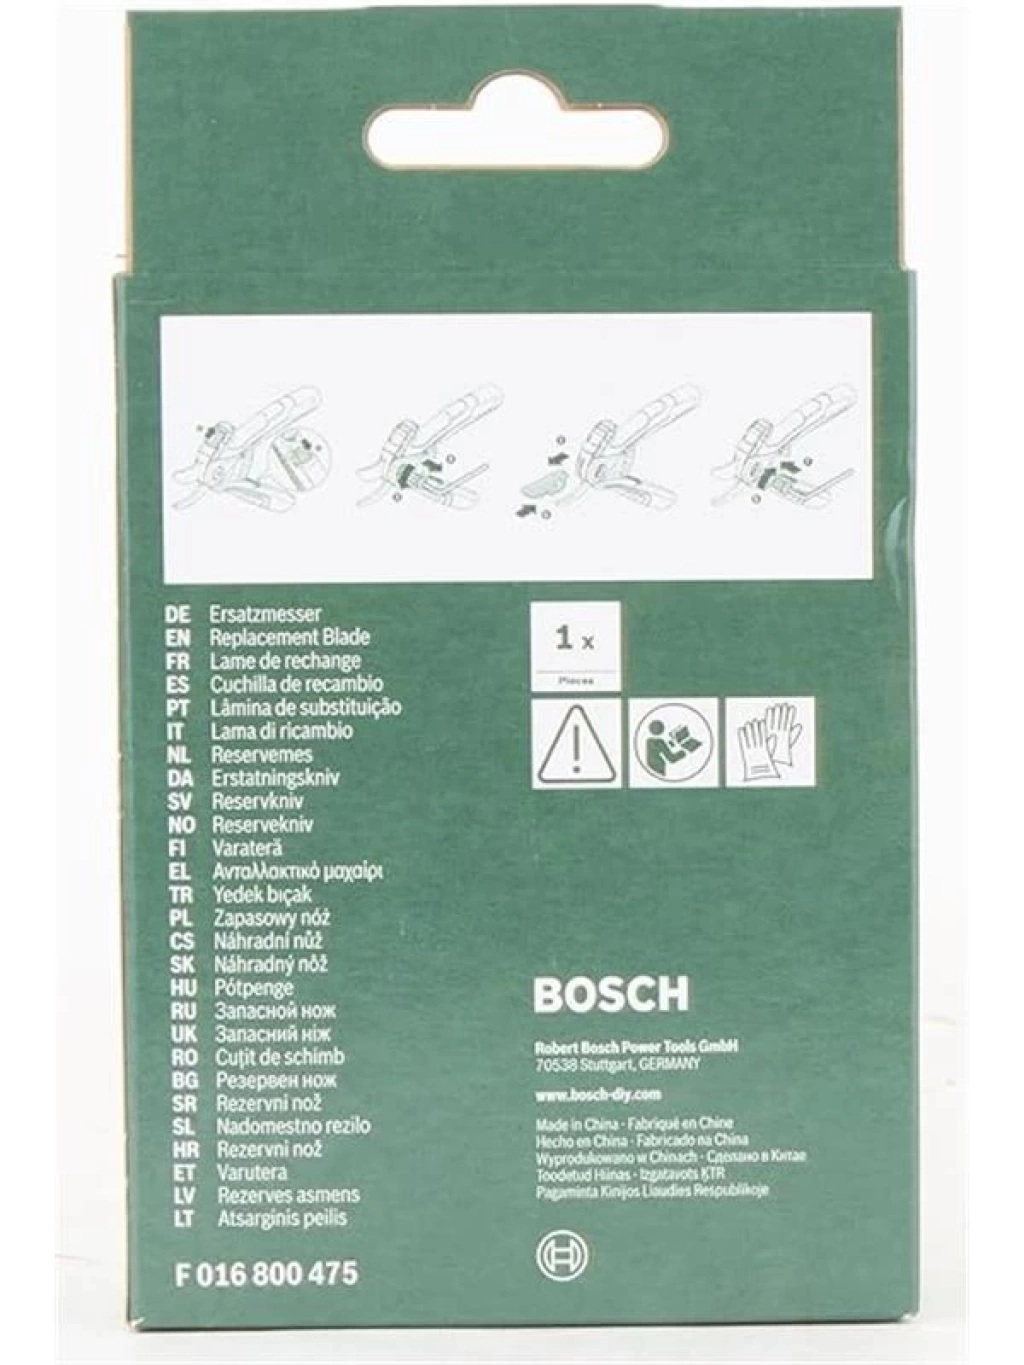 DE Ersatzmesser
EN Replacement Blade
FR Lame de rechange
ES Cuchilla de recambio
PT Lâmina de substituição
IT Lama di ricambio
NL Reservemes
DA Erstatningskniv
SV Reservkniv
NO Reservekniv
FI Varaterä
EL Ανταλλακτικό μαχαίρι
TR Yedek bıçak
PL Zapasowy nóż
CS Náhradní nůž
SK Náhradný nôž
HU Pótpenge
RU Запасной нож
UK Запасний ніж
RO Cuţit de schimb
BG Резервен нож
SR Rezervni nož
SL Nadomestno rezilo
HR Rezervni nož
ET Varutera
LV Rezerves asmens
LT Atsarginis peilis
F 016 800 475
1 x
Pieces
BOSCH
Robert Bosch Power Tools GmbH
70538 Stuttgart, GERMANY
www.bosch-diy.com
Made in China · Fabriqué en Chine
Hecho en China · Fabricado na China
Wyprodukowano w Chinach · Сделано в Китае
Toodetud Hiinas · Izgatavots ĶTR
Pagaminta Kinijos Liaudies Respublikoje